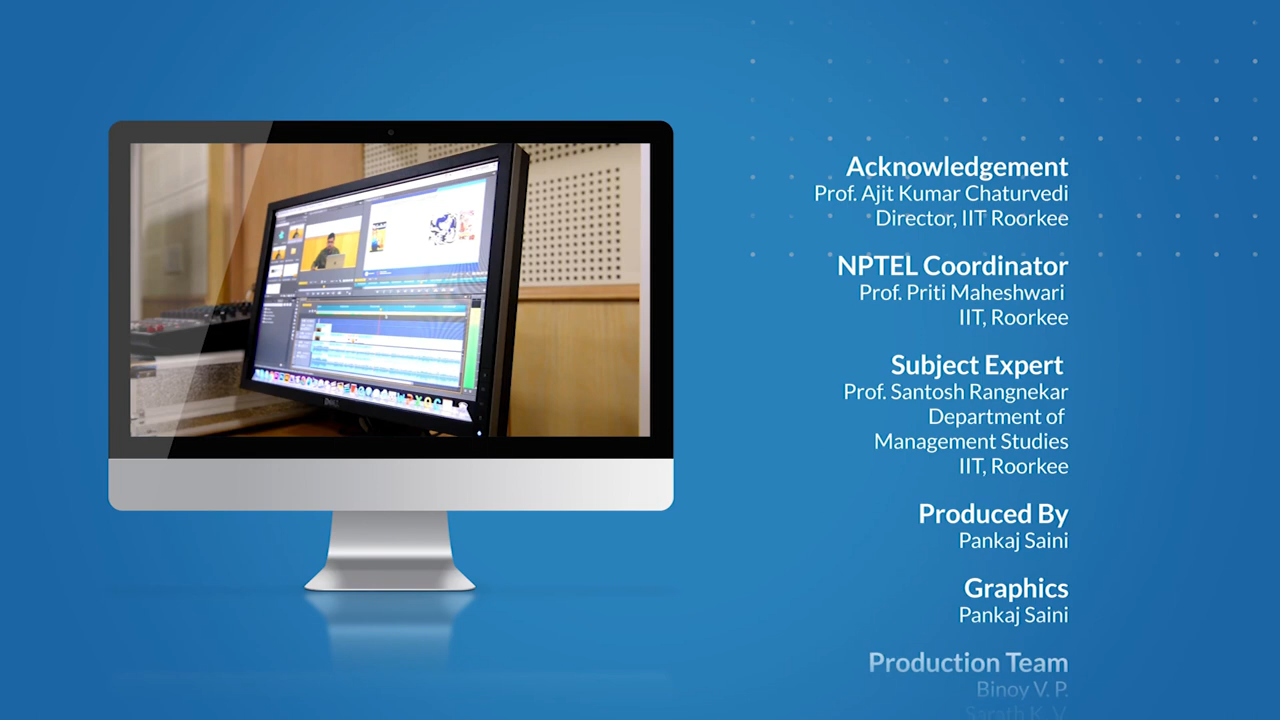 Acknowledgement
Prof. Ajit Kumar Chaturvedi
Director, IIT Roorkee
NPTEL Coordinator
Prof. Priti Maheshwari
IIT, Roorkee
Subject Expert
Prof. Santosh Rangnekar
Department of
Management Studies
IIT, Roorkee
Produced By
Pankaj Saini
Graphics
Pankaj Saini
Production Team
Binoy V. P.
Sarath K. V.